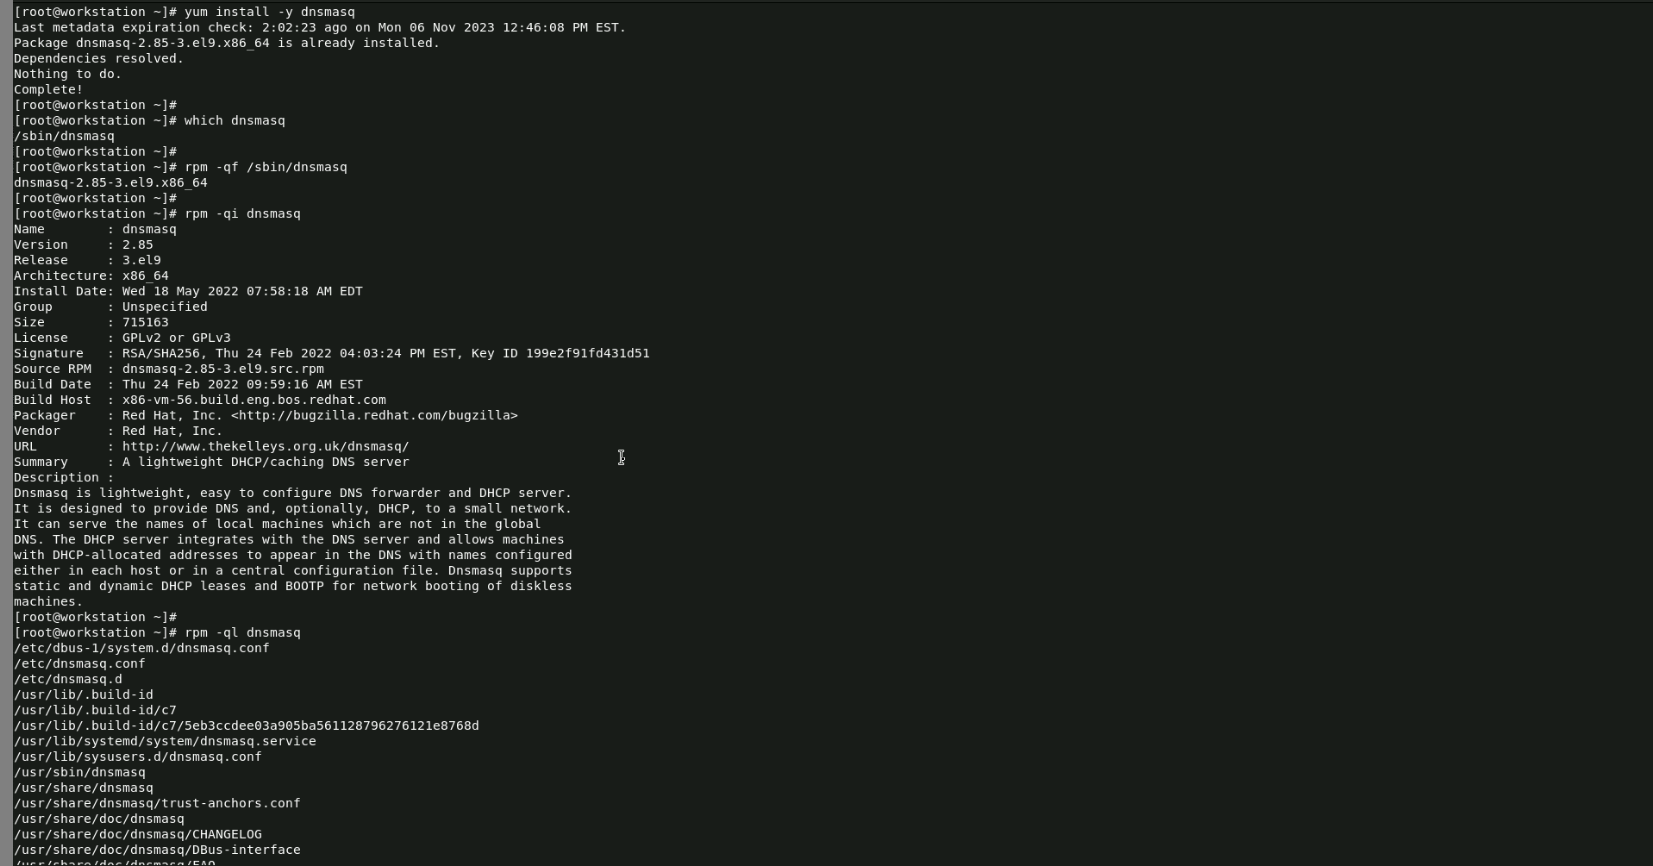 [root@workstation ~]# yum install -y dnsmasq
Last metadata expiration check: 2:02:23 ago on Mon 06 Nov 2023 12:46:08 PM EST.
Package dnsmasq-2.85-3.el9.x86_64 is already installed.
Dependencies resolved.
Nothing to do.
Complete!
[root@workstation ~]#
[root@workstation ~]# which dnsmasq
/sbin/dnsmasq
[root@workstation ~]#
[root@workstation ~]# rpm -qf /sbin/dnsmasq
dnsmasq-2.85-3.el9.x86_64
[root@workstation ~]#
[root@workstation ~]# rpm -qi dnsmasq
Name        : dnsmasq
Version     : 2.85
Release     : 3.el9
Architecture: x86_64
Install Date: Wed 18 May 2022 07:58:18 AM EDT
Group       : Unspecified
Size        : 715163
License     : GPLv2 or GPLv3
Signature   : RSA/SHA256, Thu 24 Feb 2022 04:03:24 PM EST, Key ID 199e2f91fd431d51
Source RPM  : dnsmasq-2.85-3.el9.src.rpm
Build Date  : Thu 24 Feb 2022 09:59:16 AM EST
Build Host  : x86-vm-56.build.eng.bos.redhat.com
Packager    : Red Hat, Inc. <http://bugzilla.redhat.com/bugzilla>
Vendor      : Red Hat, Inc.
URL         : http://www.thekelleys.org.uk/dnsmasq/
Summary     : A lightweight DHCP/caching DNS server
Description :
Dnsmasq is lightweight, easy to configure DNS forwarder and DHCP server.
It is designed to provide DNS and, optionally, DHCP, to a small network.
It can serve the names of local machines which are not in the global
DNS. The DHCP server integrates with the DNS server and allows machines
with DHCP-allocated addresses to appear in the DNS with names configured
either in each host or in a central configuration file. Dnsmasq supports
static and dynamic DHCP leases and BOOTP for network booting of diskless
machines.
[root@workstation ~]#
[root@workstation ~]# rpm -ql dnsmasq
/etc/dbus-1/system.d/dnsmasq.conf
/etc/dnsmasq.conf
/etc/dnsmasq.d
/usr/lib/.build-id
/usr/lib/.build-id/c7
/usr/lib/.build-id/c7/5eb3ccdee03a905ba561128796276121e8768d
/usr/lib/systemd/system/dnsmasq.service
/usr/lib/sysusers.d/dnsmasq.conf
/usr/sbin/dnsmasq
/usr/share/dnsmasq
/usr/share/dnsmasq/trust-anchors.conf
/usr/share/doc/dnsmasq
/usr/share/doc/dnsmasq/CHANGELOG
/usr/share/doc/dnsmasq/DBus-interface
/usr/share/doc/dnsmasq/FAQ